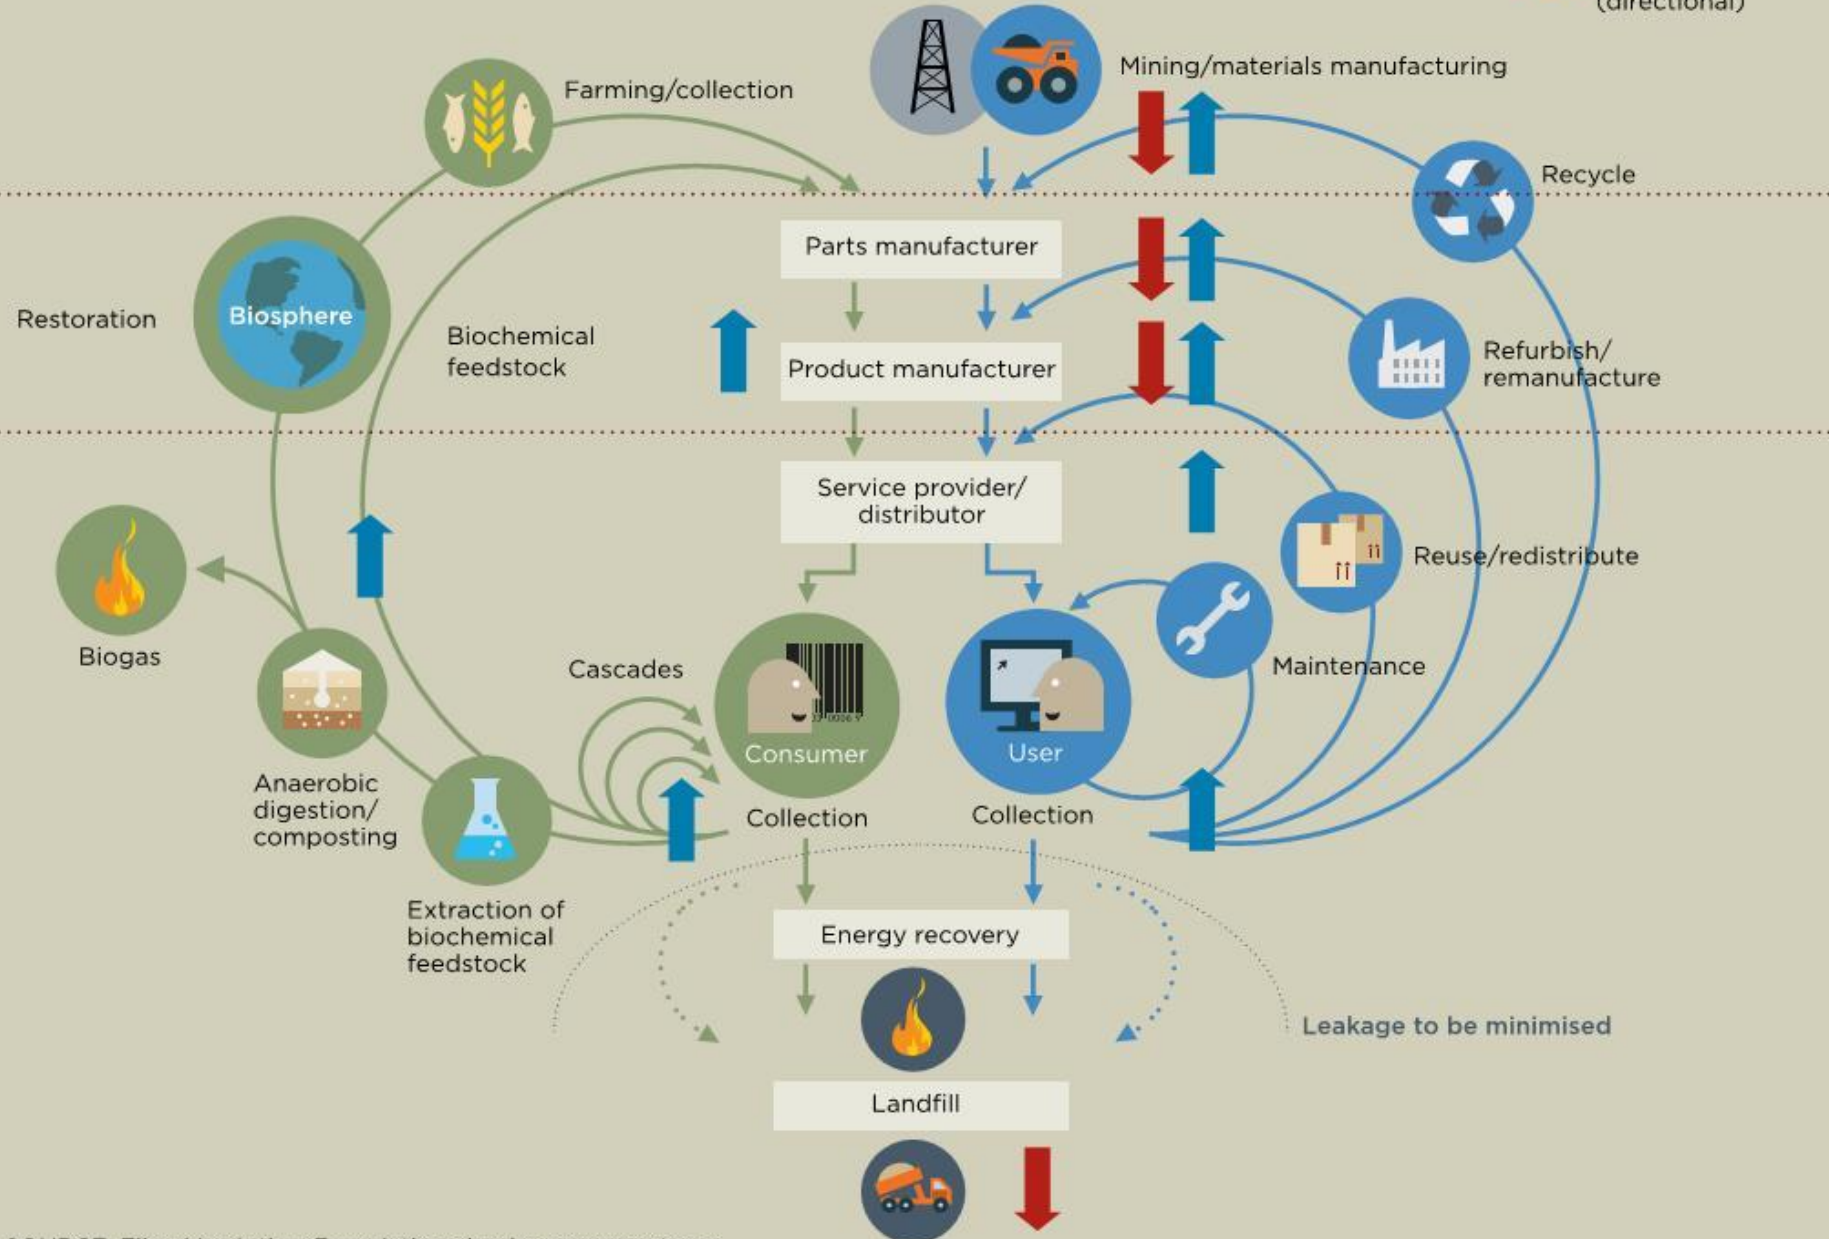 (directional)
Mining/materials manufacturing
Farming/collection
Recycle
Parts manufacturer
Restoration
Biosphere
Biochemical
feedstock
Product manufacturer
Refurbish/
remanufacture
Service provider/
distributor
Reuse/redistribute
Biogas
Cascades
Maintenance
Consumer
User
Anaerobic
digestion/
composting
Collection
Collection
Extraction of
biochemical
feedstock
Energy recovery
Leakage to be minimised
Landfill